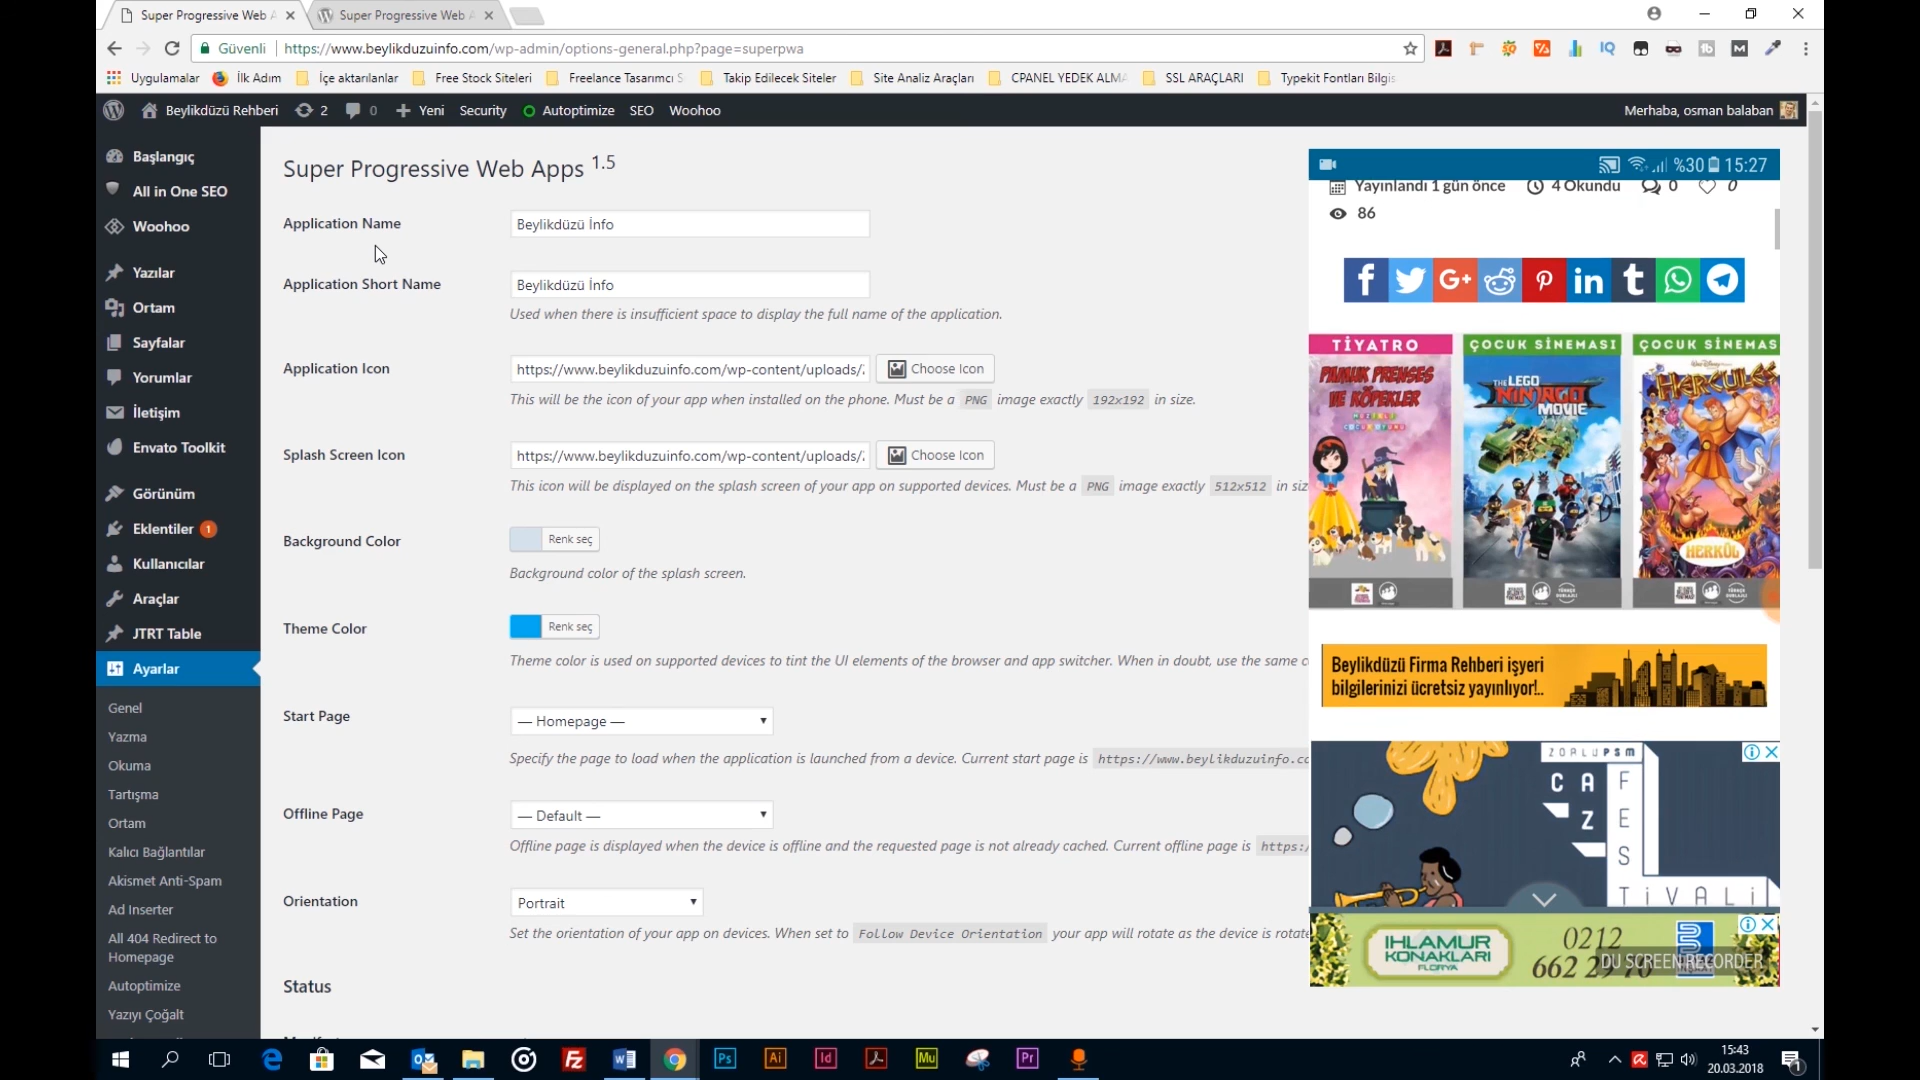 Super Progressive Web A
Super Progressive Web A
Güvenli
https://www.beylikduzuinfo.com/wp-admin/options-general.php?page=superpwa
Uygulamalar
İlk Adım
İçe aktarılanlar
Free Stock Siteleri
Freelance Tasarımcı S
Takip Edilecek Siteler
Site Analiz Araçları
CPANEL YEDEK ALMA
SSL ARAÇLARI
Typekit Fontları Bilgis
Beylikdüzü Rehberi
2
0
Yeni
Security
Autoptimize
SEO
Woohoo
Merhaba, osman balaban
Başlangıç
All in One SEO
Woohoo
Yazılar
Ortam
Sayfalar
Yorumlar
İletişim
Envato Toolkit
Görünüm
Eklentiler 1
Kullanıcılar
Araçlar
JTRT Table
Ayarlar
Genel
Yazma
Okuma
Tartışma
Ortam
Kalıcı Bağlantılar
Akismet Anti-Spam
Ad Inserter
All 404 Redirect to
Homepage
Autoptimize
Yazıyı Çoğalt
Super Progressive Web Apps 1.5
Application Name
Beylikdüzü İnfo
Application Short Name
Beylikdüzü İnfo
Used when there is insufficient space to display the full name of the application.
Application Icon
https://www.beylikduzuinfo.com/wp-content/uploads/
Choose Icon
This will be the icon of your app when installed on the phone. Must be a PNG image exactly 192x192 in size.
Splash Screen Icon
https://www.beylikduzuinfo.com/wp-content/uploads/
Choose Icon
This icon will be displayed on the splash screen of your app on supported devices. Must be a PNG image exactly 512x512 in siz
Background Color
Renk seç
Background color of the splash screen.
Theme Color
Renk seç
Theme color is used on supported devices to tint the UI elements of the browser and app switcher. When in doubt, use the same c
Start Page
— Homepage —
Specify the page to load when the application is launched from a device. Current start page is https://www.beylikduzuinfo.co
Offline Page
— Default —
Offline page is displayed when the device is offline and the requested page is not already cached. Current offline page is https:/
Orientation
Portrait
Set the orientation of your app on devices. When set to Follow Device Orientation your app will rotate as the device is rotate
Status
%30 15:27
Yayınlandı 1 gün önce
4 Okundu
0
0
86
TİYATRO
PAMUK PRENSES
VE KÖPEKLER
ÇOCUK SİNEMASI
THE LEGO
NINJAGO
MOVIE
ÇOCUK SİNEMAS
HERCULES
HERKÜL
Beylikdüzü Firma Rehberi işyeri
bilgilerinizi ücretsiz yayınlıyor!..
ZORLU PSM
CAZ
FESTİVALİ
IHLAMUR
KONAKLARI
FLORYA
0212
662 29 70
DU SCREEN RECORDER
15:43
20.03.2018